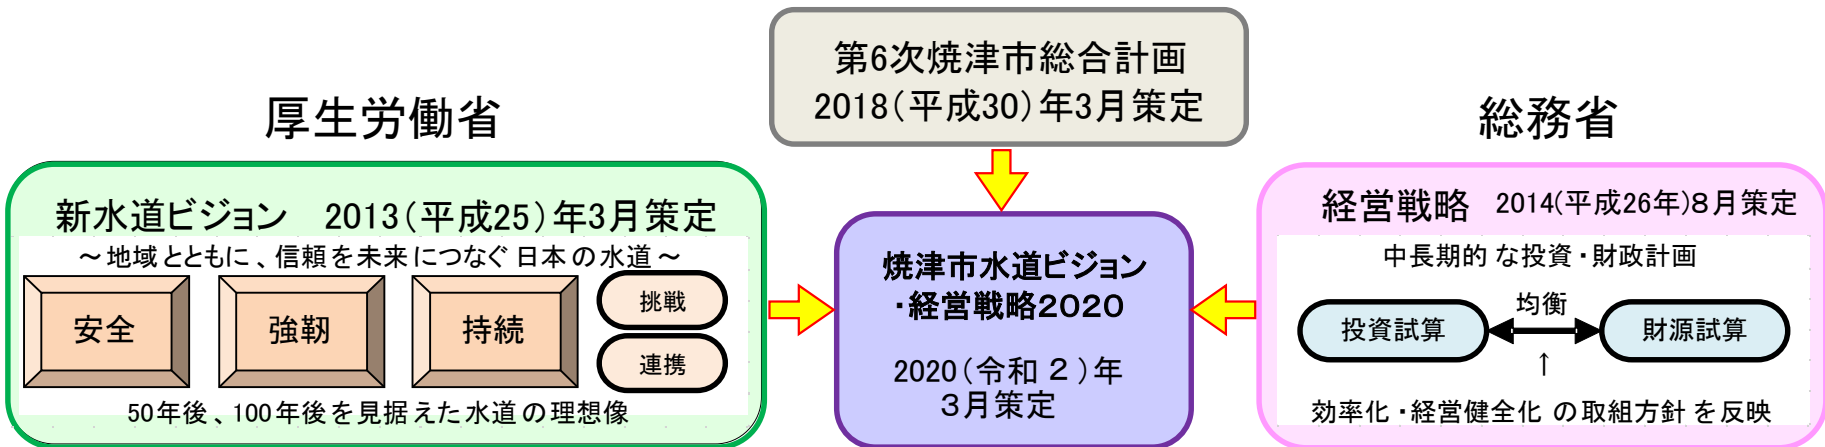 第6次焼津市総合計画
2018(平成30)年3月策定
厚生労働省
新水道ビジョン　2013(平成25)年3月策定
～地域とともに、信頼を未来につなぐ日本の水道～
安全
強靭
持続
挑戦
連携
50年後、100年後を見据えた水道の理想像
焼津市水道ビジョン
・経営戦略2020
2020(令和２)年
３月策定
総務省
経営戦略　2014(平成26年)8月策定
中長期的な投資・財政計画
投資試算
均衡
財源試算
↑
効率化・経営健全化の取組方針を反映